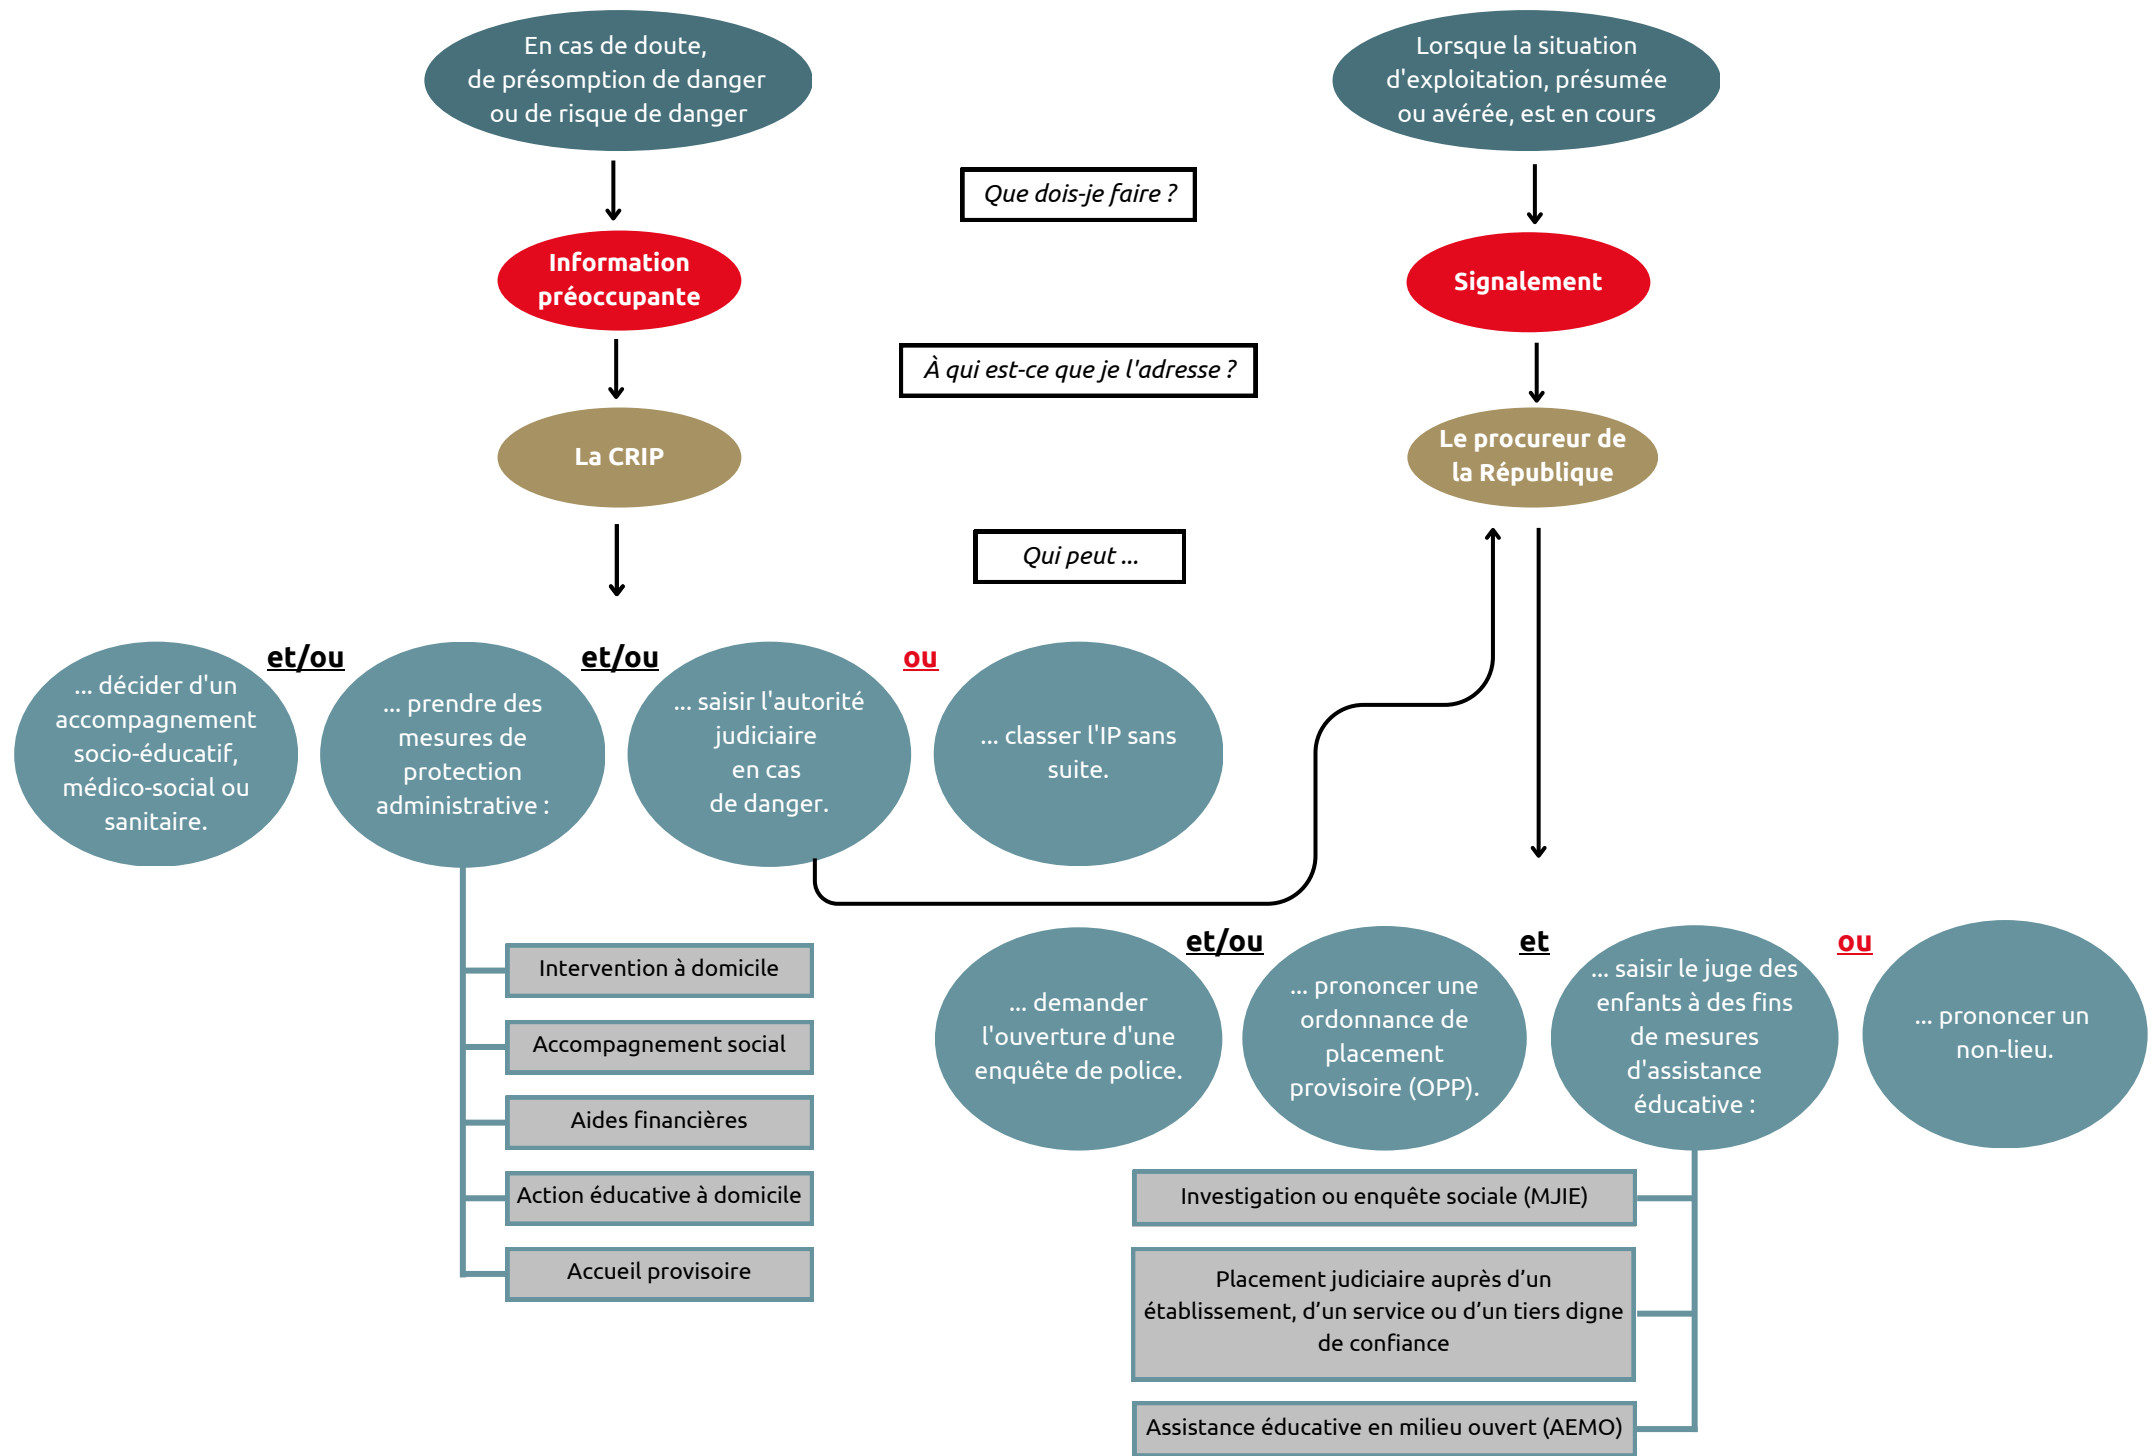 En cas de doute,
de présomption de danger
ou de risque de danger
Lorsque la situation
d'exploitation, présumée
ou avérée, est en cours
Que dois-je faire ?
Information
préoccupante
Signalement
À qui est-ce que je l'adresse ?
La CRIP
Le procureur de
la République
Qui peut ...
... décider d'un
accompagnement
socio-éducatif,
médico-social ou
sanitaire.
et/ou
... prendre des
mesures de
protection
administrative :
et/ou
... saisir l'autorité
judiciaire
en cas
de danger.
ou
... classer l'IP sans
suite.
Intervention à domicile
Accompagnement social
Aides financières
Action éducative à domicile
Accueil provisoire
... demander
l'ouverture d'une
enquête de police.
et/ou
... prononcer une
ordonnance de
placement
provisoire (OPP).
et
... saisir le juge des
enfants à des fins
de mesures
d'assistance
éducative :
ou
... prononcer un
non-lieu.
Investigation ou enquête sociale (MJIE)
Placement judiciaire auprès d’un
établissement, d’un service ou d’un tiers digne
de confiance
Assistance éducative en milieu ouvert (AEMO)